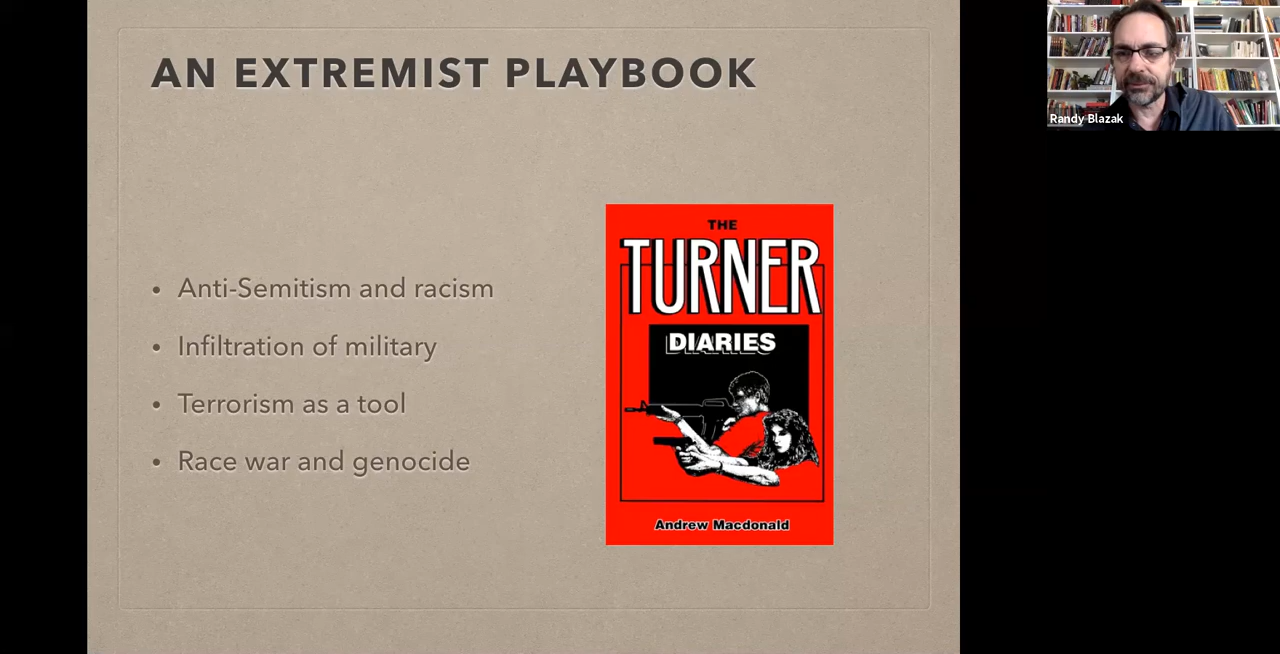 AN EXTREMIST PLAYBOOK
Randy Blazak
• Anti-Semitism and racism
• Infiltration of military
• Terrorism as a tool
• Race war and genocide
THE
TURNER
DIARIES
Andrew Macdonald